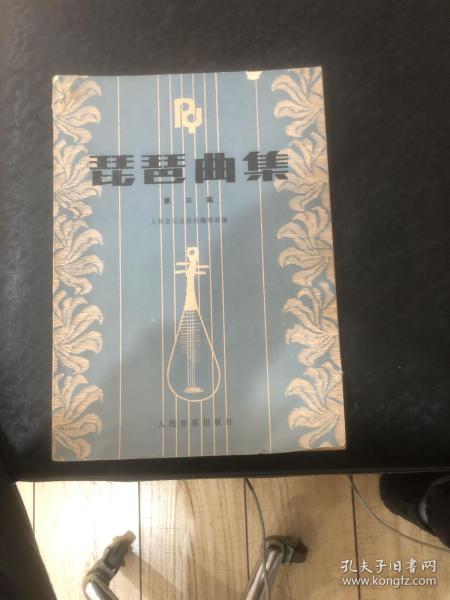 琵琶曲集
第三集
人民音乐出版社编辑部编
人民音乐出版社
孔夫子旧书网
www.kongfz.com